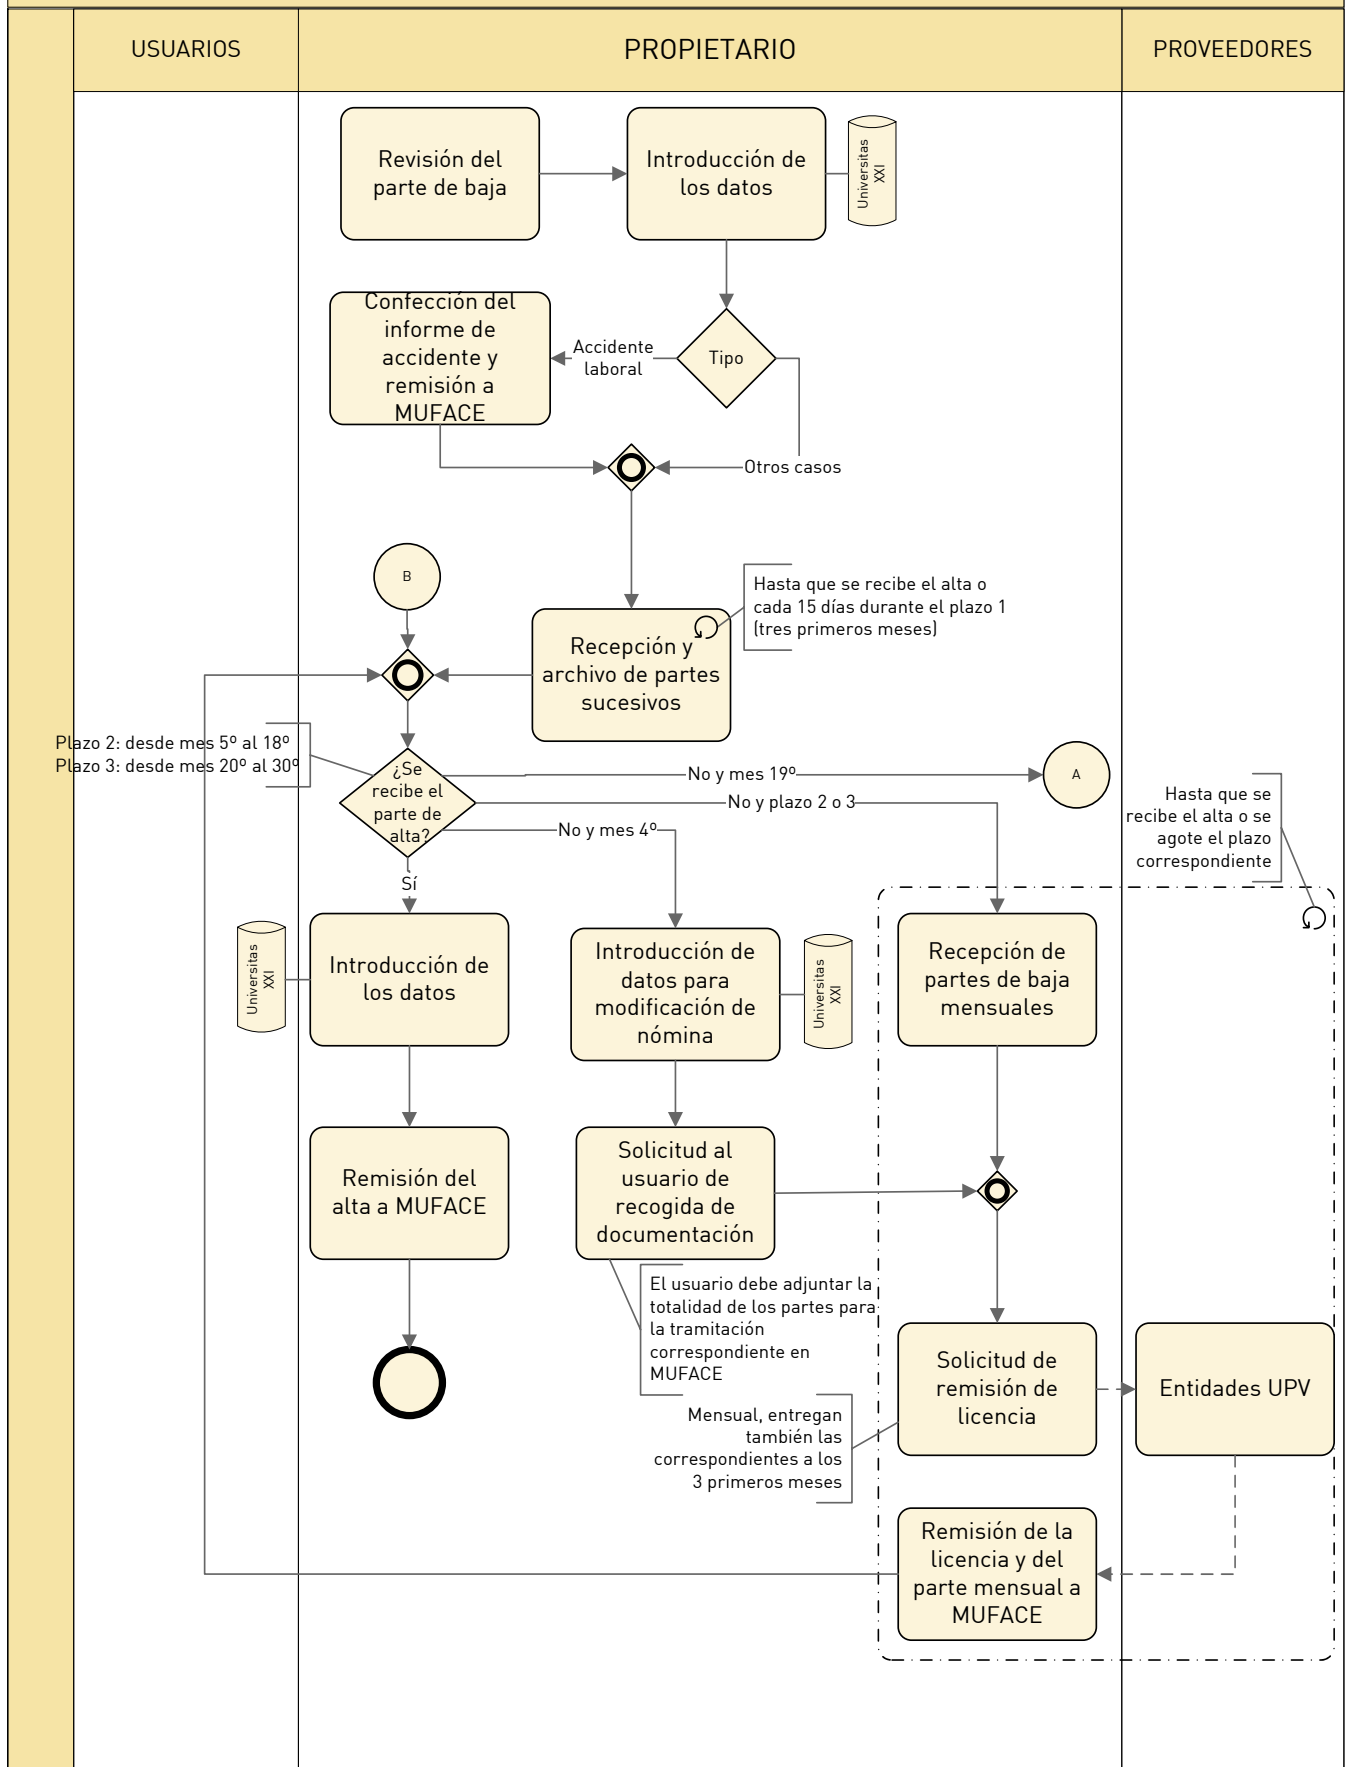 USUARIOS
PROPIETARIO
PROVEEDORES
Revisión del
parte de baja
Introducción de
los datos
Universitas
XXI
Confección del
informe de
accidente y
remisión a
MUFACE
Accidente
laboral
Tipo
Otros casos
B
Hasta que se recibe el alta o
cada 15 días durante el plazo 1
(tres primeros meses)
Recepción y
archivo de partes
sucesivos
Plazo 2: desde mes 5º al 18º
Plazo 3: desde mes 20º al 30º
¿Se
recibe el
parte de
alta?
No y mes 19º
A
No y plazo 2 o 3
No y mes 4º
Sí
Hasta que se
recibe el alta o se
agote el plazo
correspondiente
Universitas
XXI
Introducción de
los datos
Introducción de
datos para
modificación de
nómina
Universitas
XXI
Recepción de
partes de baja
mensuales
Remisión del
alta a MUFACE
Solicitud al
usuario de
recogida de
documentación
El usuario debe adjuntar la
totalidad de los partes para
la tramitación
correspondiente en
MUFACE
Solicitud de
remisión de
licencia
Entidades UPV
Mensual, entregan
también las
correspondientes a los
3 primeros meses
Remisión de la
licencia y del
parte mensual a
MUFACE